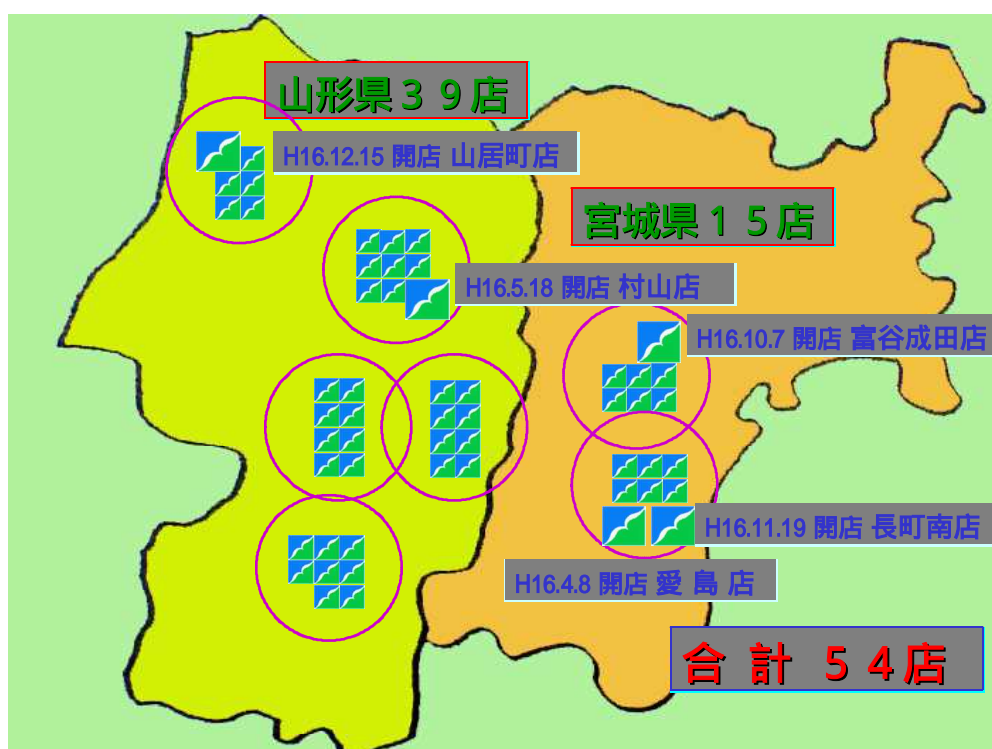 山形県３９店
H16.12.15 開店 山居町店
宮城県１５店
H16.5.18 開店 村山店
H16.10.7 開店 富谷成田店
H16.11.19 開店 長町南店
H16.4.8 開店 愛 島 店
合 計 ５４店